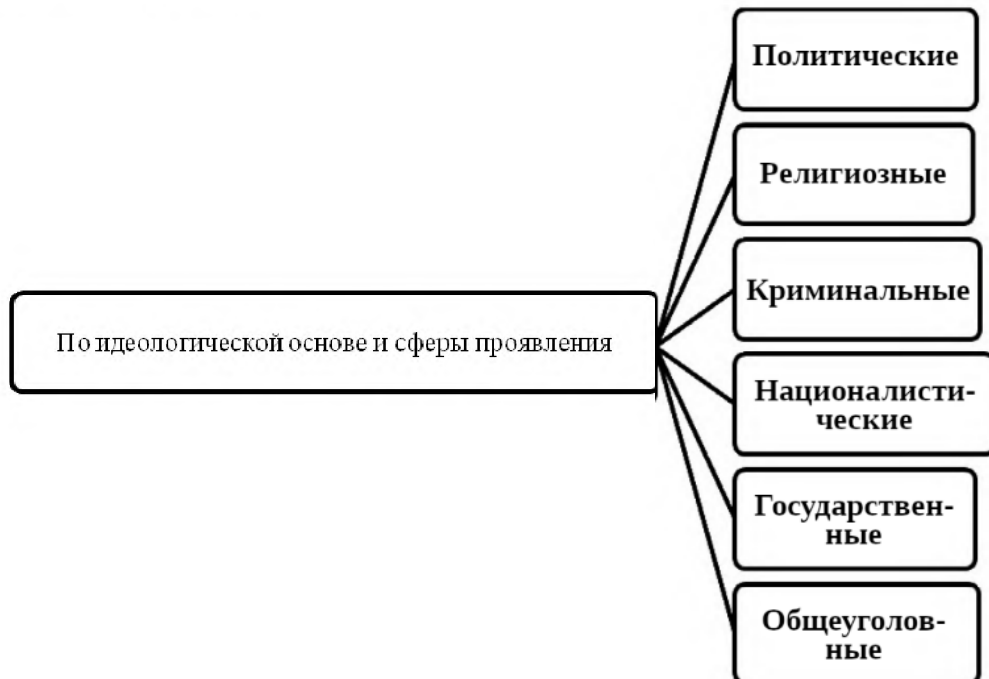 Политические
Религиозные
Криминальные
По идеологической основе и сферы проявления
Националисти-
ческие
Государствен-
ные
Общеуголов-
ные